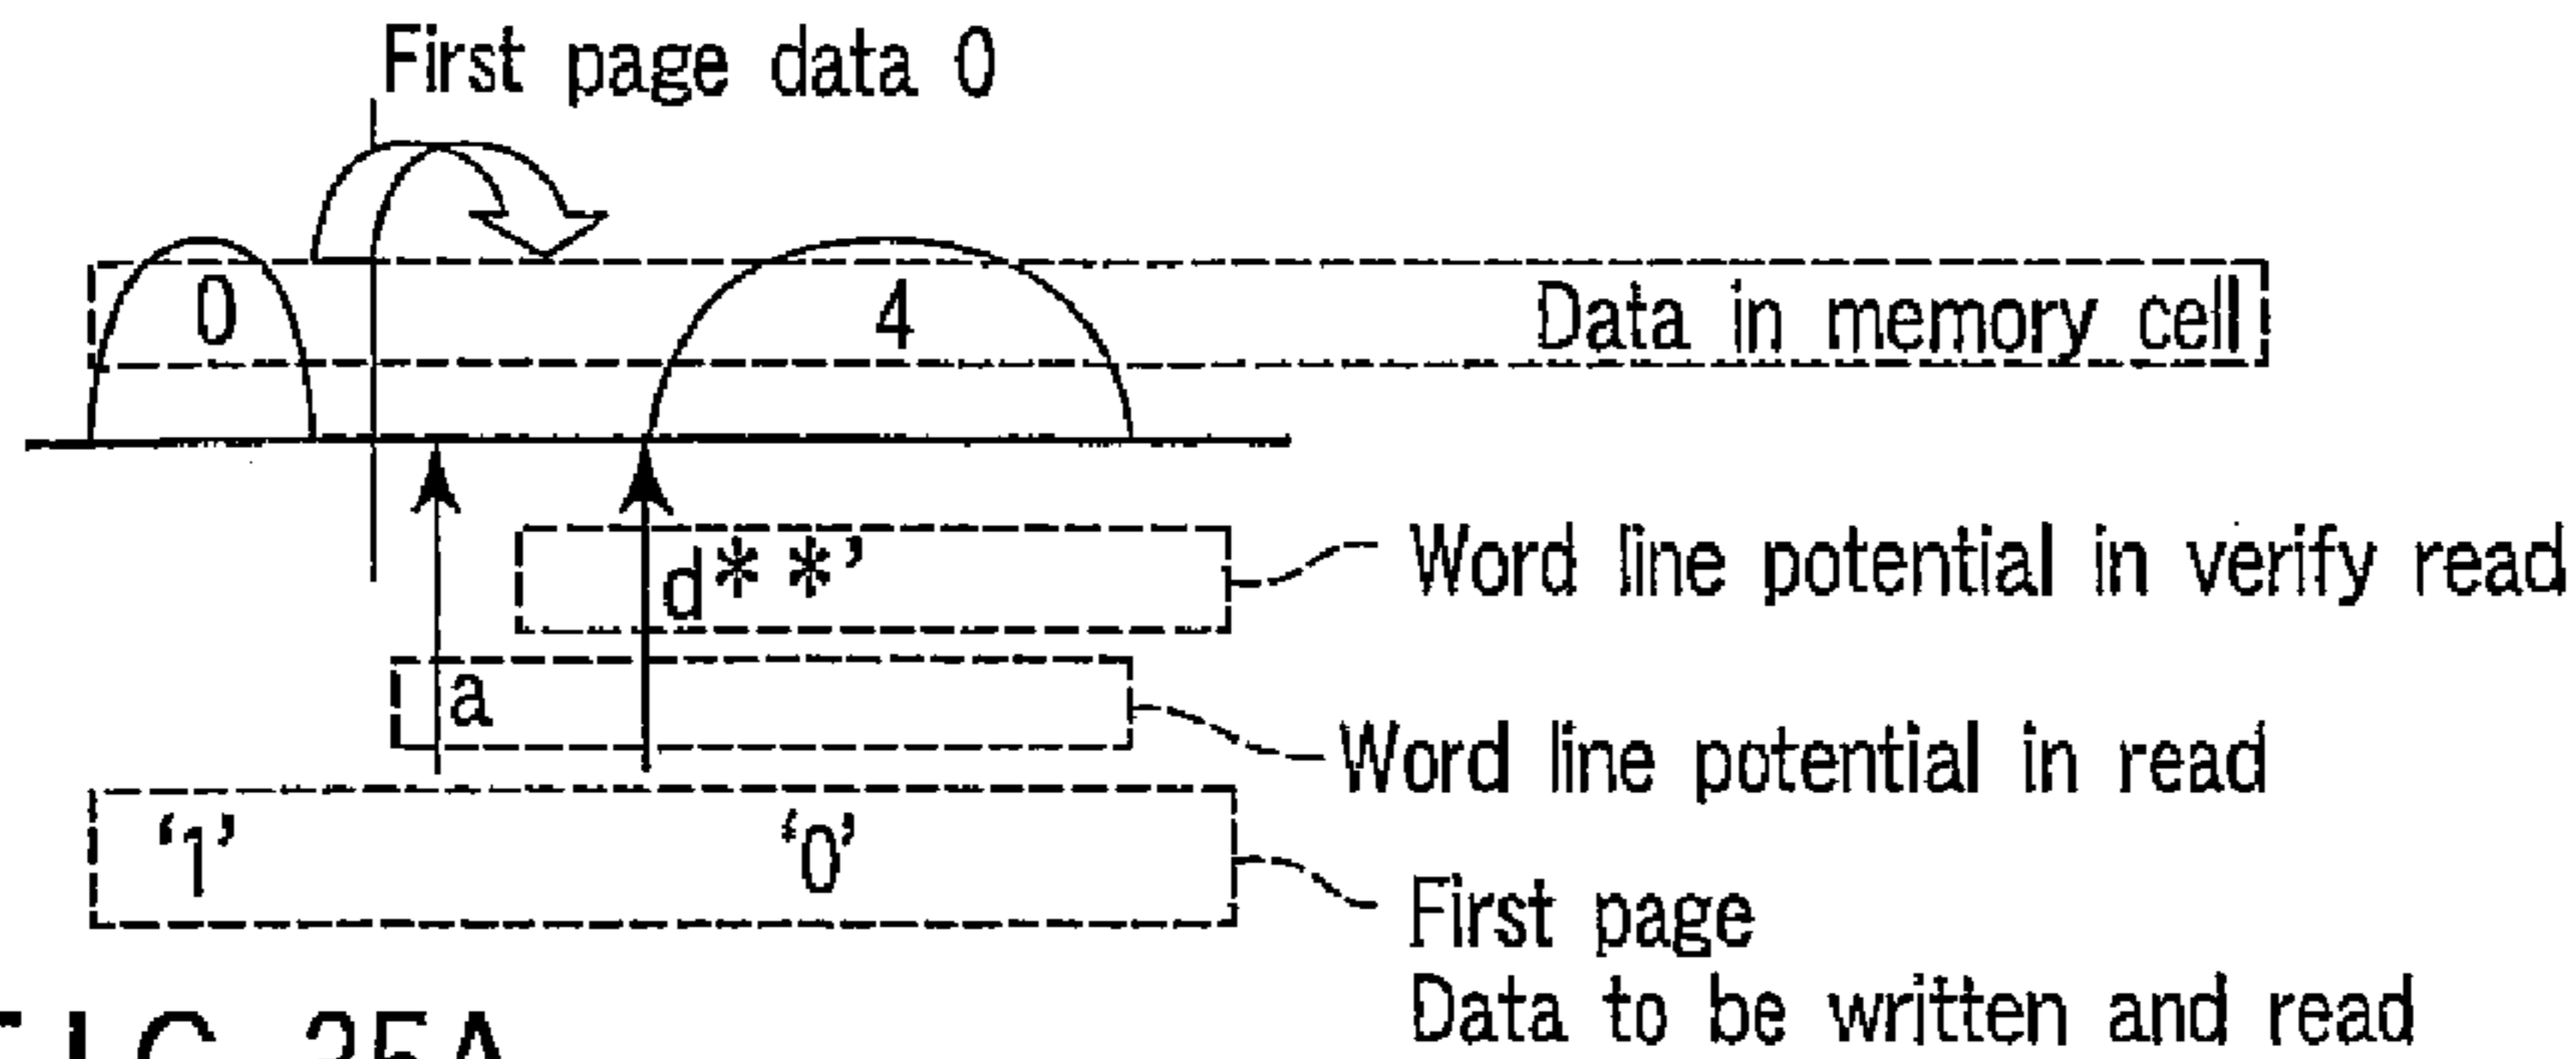 First page data 0
0 4 Data in memory cell
d**’ Word line potential in verify read
a
Word line potential in read
‘1’ ‘0’
First page
Data to be written and read